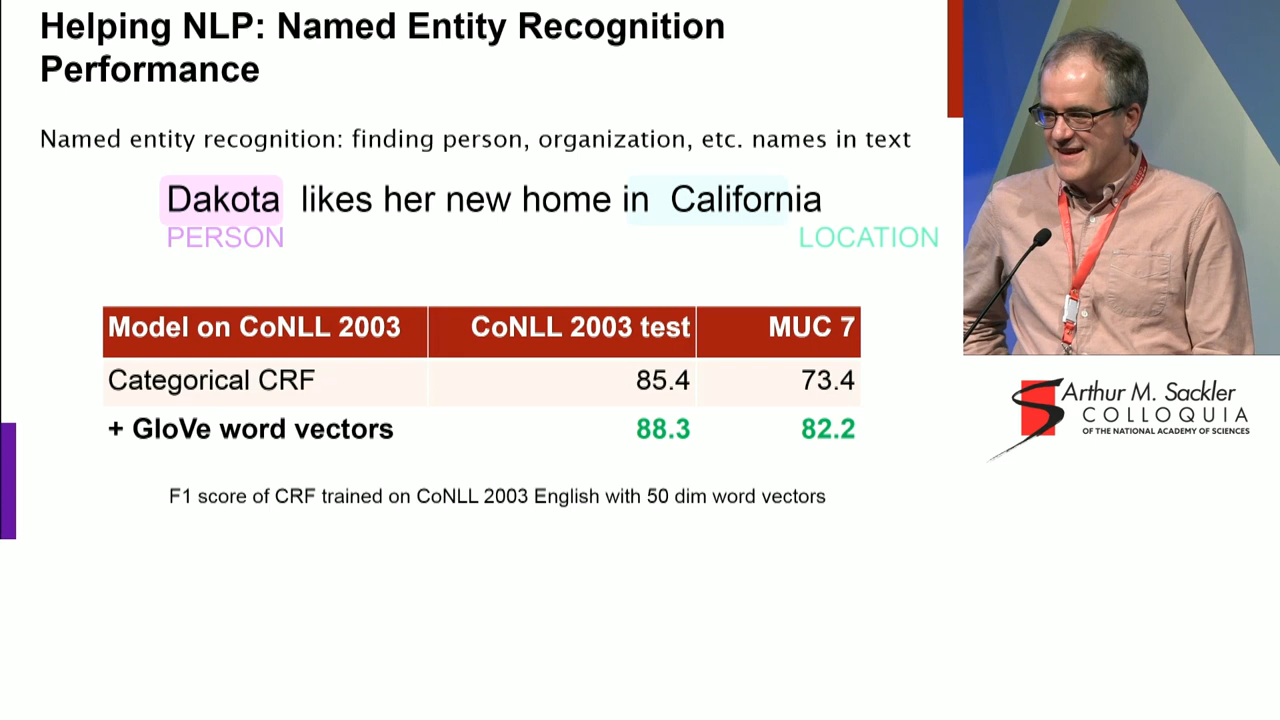 Helping NLP: Named Entity Recognition
Performance
Named entity recognition: finding person, organization, etc. names in text
Dakota likes her new home in California
PERSON LOCATION
Model on CoNLL 2003 CoNLL 2003 test MUC 7
Categorical CRF 85.4 73.4
+ GloVe word vectors 88.3 82.2
F1 score of CRF trained on CoNLL 2003 English with 50 dim word vectors
Arthur M. Sackler
COLLOQUIA
OF THE NATIONAL ACADEMY OF SCIENCES